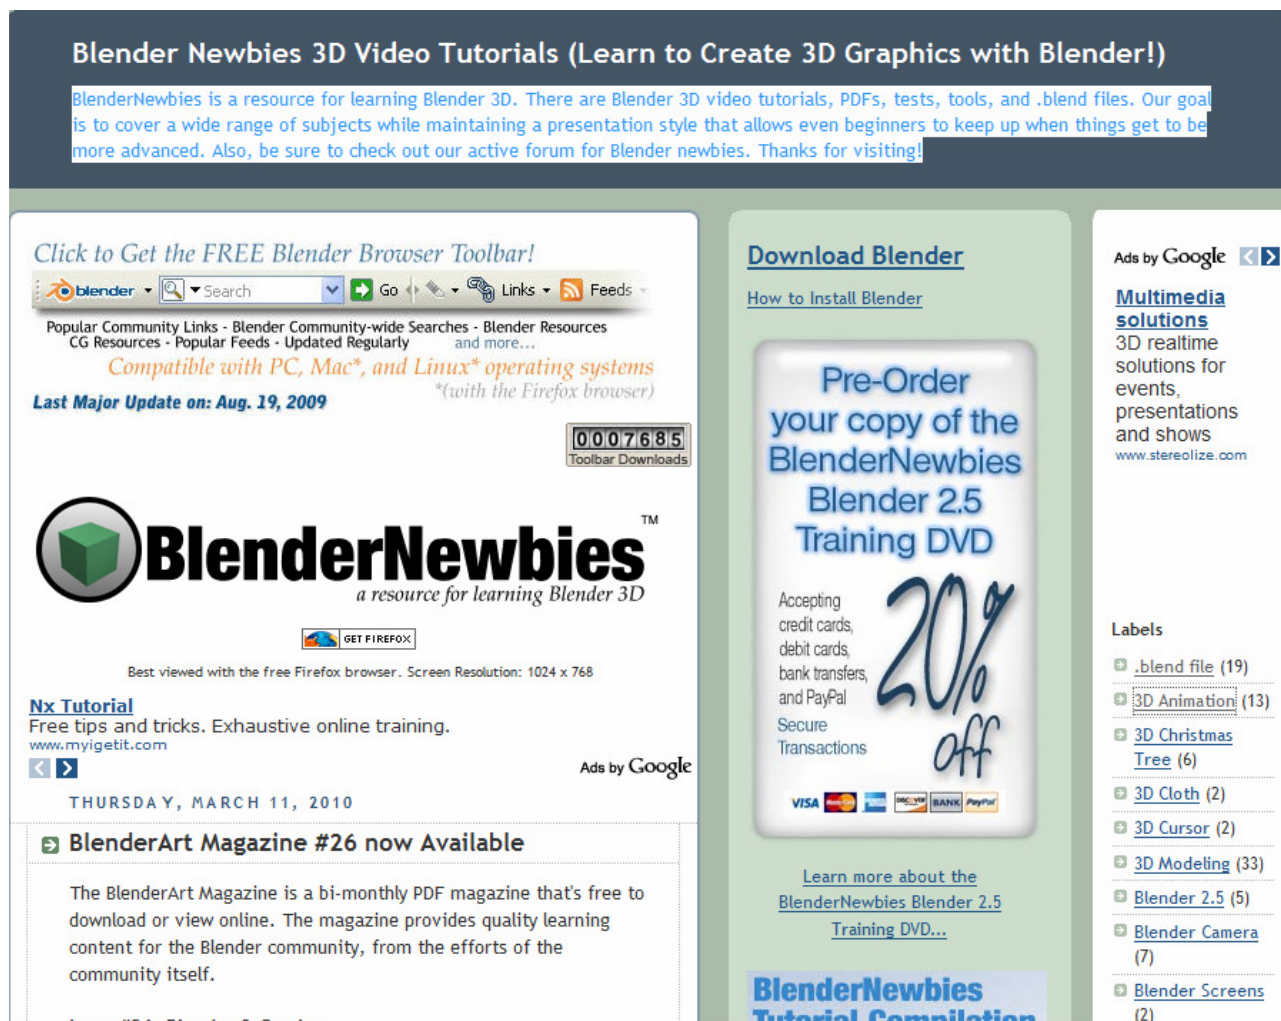 Blender Newbies 3D Video Tutorials (Learn to Create 3D Graphics with Blender!)
BlenderNewbies is a resource for learning Blender 3D. There are Blender 3D video tutorials, PDFs, tests, tools, and .blend files. Our goal
is to cover a wide range of subjects while maintaining a presentation style that allows even beginners to keep up when things get to be
more advanced. Also, be sure to check out our active forum for Blender newbies. Thanks for visiting!
Click to Get the FREE Blender Browser Toolbar!
blender Search Go Links Feeds
Popular Community Links - Blender Community-wide Searches - Blender Resources
CG Resources - Popular Feeds - Updated Regularly and more...
Compatible with PC, Mac*, and Linux* operating systems
*(with the Firefox browser)
Last Major Update on: Aug. 19, 2009
0007685
Toolbar Downloads
BlenderNewbies™
a resource for learning Blender 3D
GET FIREFOX
Best viewed with the free Firefox browser. Screen Resolution: 1024 x 768
Nx Tutorial
Free tips and tricks. Exhaustive online training.
www.myigetit.com
Ads by Google
THURSDAY, MARCH 11, 2010
BlenderArt Magazine #26 now Available
The BlenderArt Magazine is a bi-monthly PDF magazine that's free to
download or view online. The magazine provides quality learning
content for the Blender community, from the efforts of the
community itself.
Download Blender
How to Install Blender
Pre-Order
your copy of the
BlenderNewbies
Blender 2.5
Training DVD
Accepting
credit cards,
debit cards,
bank transfers,
and PayPal
Secure
Transactions
20%
off
VISA MasterCard DISCOVER BANK PayPal
Learn more about the
BlenderNewbies Blender 2.5
Training DVD...
BlenderNewbies
Tutorial Compilation
Ads by Google
Multimedia
solutions
3D realtime
solutions for
events,
presentations
and shows
www.stereolize.com
Labels
.blend file (19)
3D Animation (13)
3D Christmas
Tree (6)
3D Cloth (2)
3D Cursor (2)
3D Modeling (33)
Blender 2.5 (5)
Blender Camera
(7)
Blender Screens
(2)